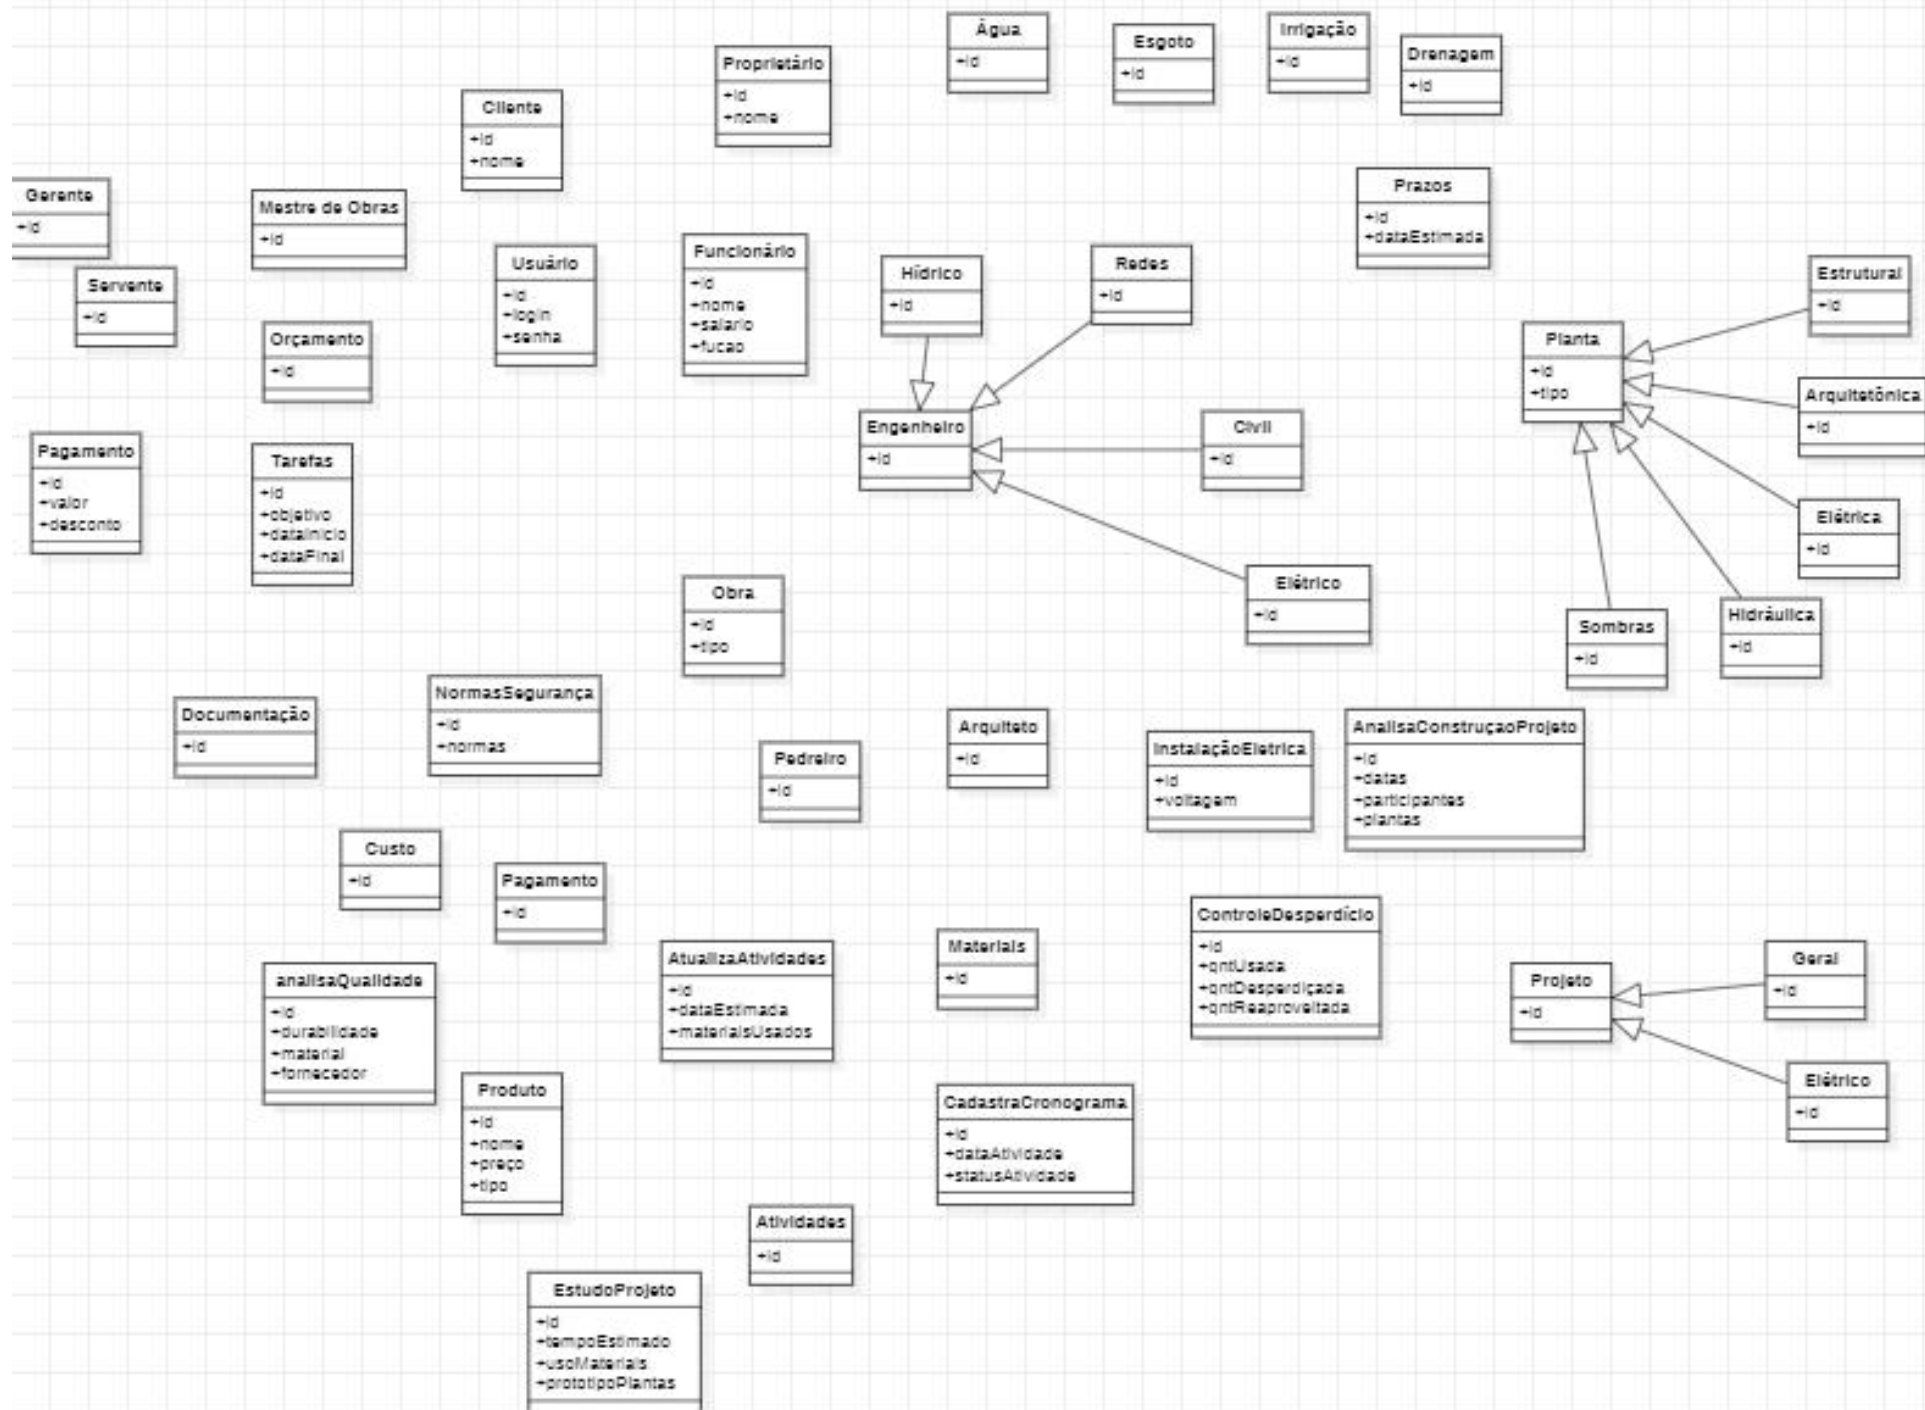 Água
+id
Esgoto
+id
Irrigação
+id
Drenagem
+id
Proprietário
+id
+nome
Cliente
+id
+nome
Gerente
+id
Mestre de Obras
+id
Prazos
+id
+dataEstimada
Servente
+id
Usuário
+id
+login
+senha
Funcionário
+id
+nome
+salario
+fucao
Hídrico
+id
Redes
+id
Estrutural
+id
Orçamento
+id
Planta
+id
+tipo
Arquitetônica
+id
Engenheiro
+id
Civil
+id
Pagamento
+id
+valor
+desconto
Tarefas
+id
+objetivo
+dataInicio
+dataFinal
Elétrica
+id
Obra
+id
+tipo
Elétrico
+id
Sombras
+id
Hidráulica
+id
Documentação
+id
NormasSegurança
+id
+normas
Pedreiro
+id
Arquiteto
+id
InstalaçãoEletrica
+id
+voltagem
AnalisaConstruçaoProjeto
+id
+datas
+participantes
+plantas
Custo
+id
Pagamento
+id
analisaQualidade
+id
+durabilidade
+material
+fornecedor
AtualizaAtividades
+id
+dataEstimada
+materiaisUsados
Materiais
+id
ControleDesperdício
+id
+qntUsada
+qntDesperdiçada
+qntReaproveitada
Projeto
+id
Geral
+id
Elétrico
+id
Produto
+id
+nome
+preço
+tipo
CadastraCronograma
+id
+dataAtividade
+statusAtividade
Atividades
+id
EstudoProjeto
+id
+tempoEstimado
+usoMateriais
+prototipoPlantas